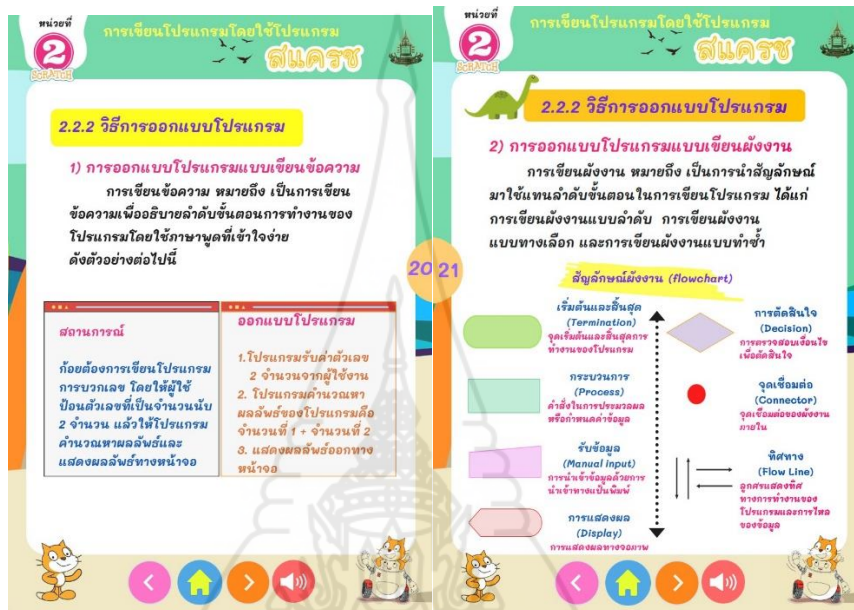 หน่วยที่
2
SCRATCH
การเขียนโปรแกรมโดยใช้โปรแกรม
สแครช
2.2.2 วิธีการออกแบบโปรแกรม
1) การออกแบบโปรแกรมแบบเขียนข้อความ
การเขียนข้อความ หมายถึง เป็นการเขียน
ข้อความเพื่ออธิบายลำดับขั้นตอนการทำงานของ
โปรแกรมโดยใช้ภาษาพูดที่เข้าใจง่าย
ดังตัวอย่างต่อไปนี้
สถานการณ์
ก้อยต้องการเขียนโปรแกรม
การบวกเลข โดยให้ผู้ใช้
ป้อนตัวเลขที่เป็นจำนวนนับ
2 จำนวน แล้วให้โปรแกรม
คำนวณหาผลลัพธ์และ
แสดงผลลัพธ์ทางหน้าจอ
ออกแบบโปรแกรม
1.โปรแกรมรับค่าตัวเลข
2 จำนวนจากผู้ใช้งาน
2. โปรแกรมคำนวณหา
ผลลัพธ์ของโปรแกรมคือ
จำนวนที่ 1 + จำนวนที่ 2
3. แสดงผลลัพธ์ออกทาง
หน้าจอ
20
หน่วยที่
2
SCRATCH
การเขียนโปรแกรมโดยใช้โปรแกรม
สแครช
2.2.2 วิธีการออกแบบโปรแกรม
2) การออกแบบโปรแกรมแบบเขียนผังงาน
การเขียนผังงาน หมายถึง เป็นการนำสัญลักษณ์
มาใช้แทนลำดับขั้นตอนในการเขียนโปรแกรม ได้แก่
การเขียนผังงานแบบลำดับ การเขียนผังงาน
แบบทางเลือก และการเขียนผังงานแบบทำซ้ำ
21
สัญลักษณ์ผังงาน (flowchart)
เริ่มต้นและสิ้นสุด
(Termination)
จุดเริ่มต้นและสิ้นสุดการ
ทำงานของโปรแกรม
กระบวนการ
(Process)
คำสั่งในการประมวลผล
หรือกำหนดค่าข้อมูล
รับข้อมูล
(Manual input)
การนำเข้าข้อมูลด้วยการ
นำเข้าทางแป้นพิมพ์
การแสดงผล
(Display)
การแสดงผลทางจอภาพ
การตัดสินใจ
(Decision)
การตรวจสอบเงื่อนไข
เพื่อตัดสินใจ
จุดเชื่อมต่อ
(Connector)
จุดเชื่อมต่อของผังงาน
ภายใน
ทิศทาง
(Flow Line)
ลูกศรแสดงทิศ
ทางการทำงานของ
โปรแกรมและการไหล
ของข้อมูล